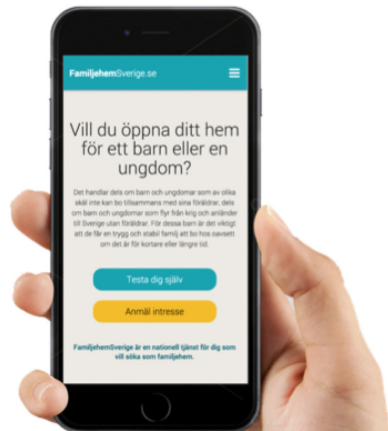 FamiljehemSverige.se
Vill du öppna ditt hem
för ett barn eller en
ungdom?
Det handlar dels om barn och ungdomar som av olika
skäl inte kan bo tillsammans med sina föräldrar, dels
om barn och ungdomar som flyr från krig och anländer
till Sverige utan föräldrar. För dessa barn är det viktigt
att de får en trygg och stabil familj att bo hos oavsett
om det är för kortare eller längre tid.
Testa dig själv
Anmäl intresse
FamiljehemSverige är en nationell tjänst för dig som
vill söka som familjehem.